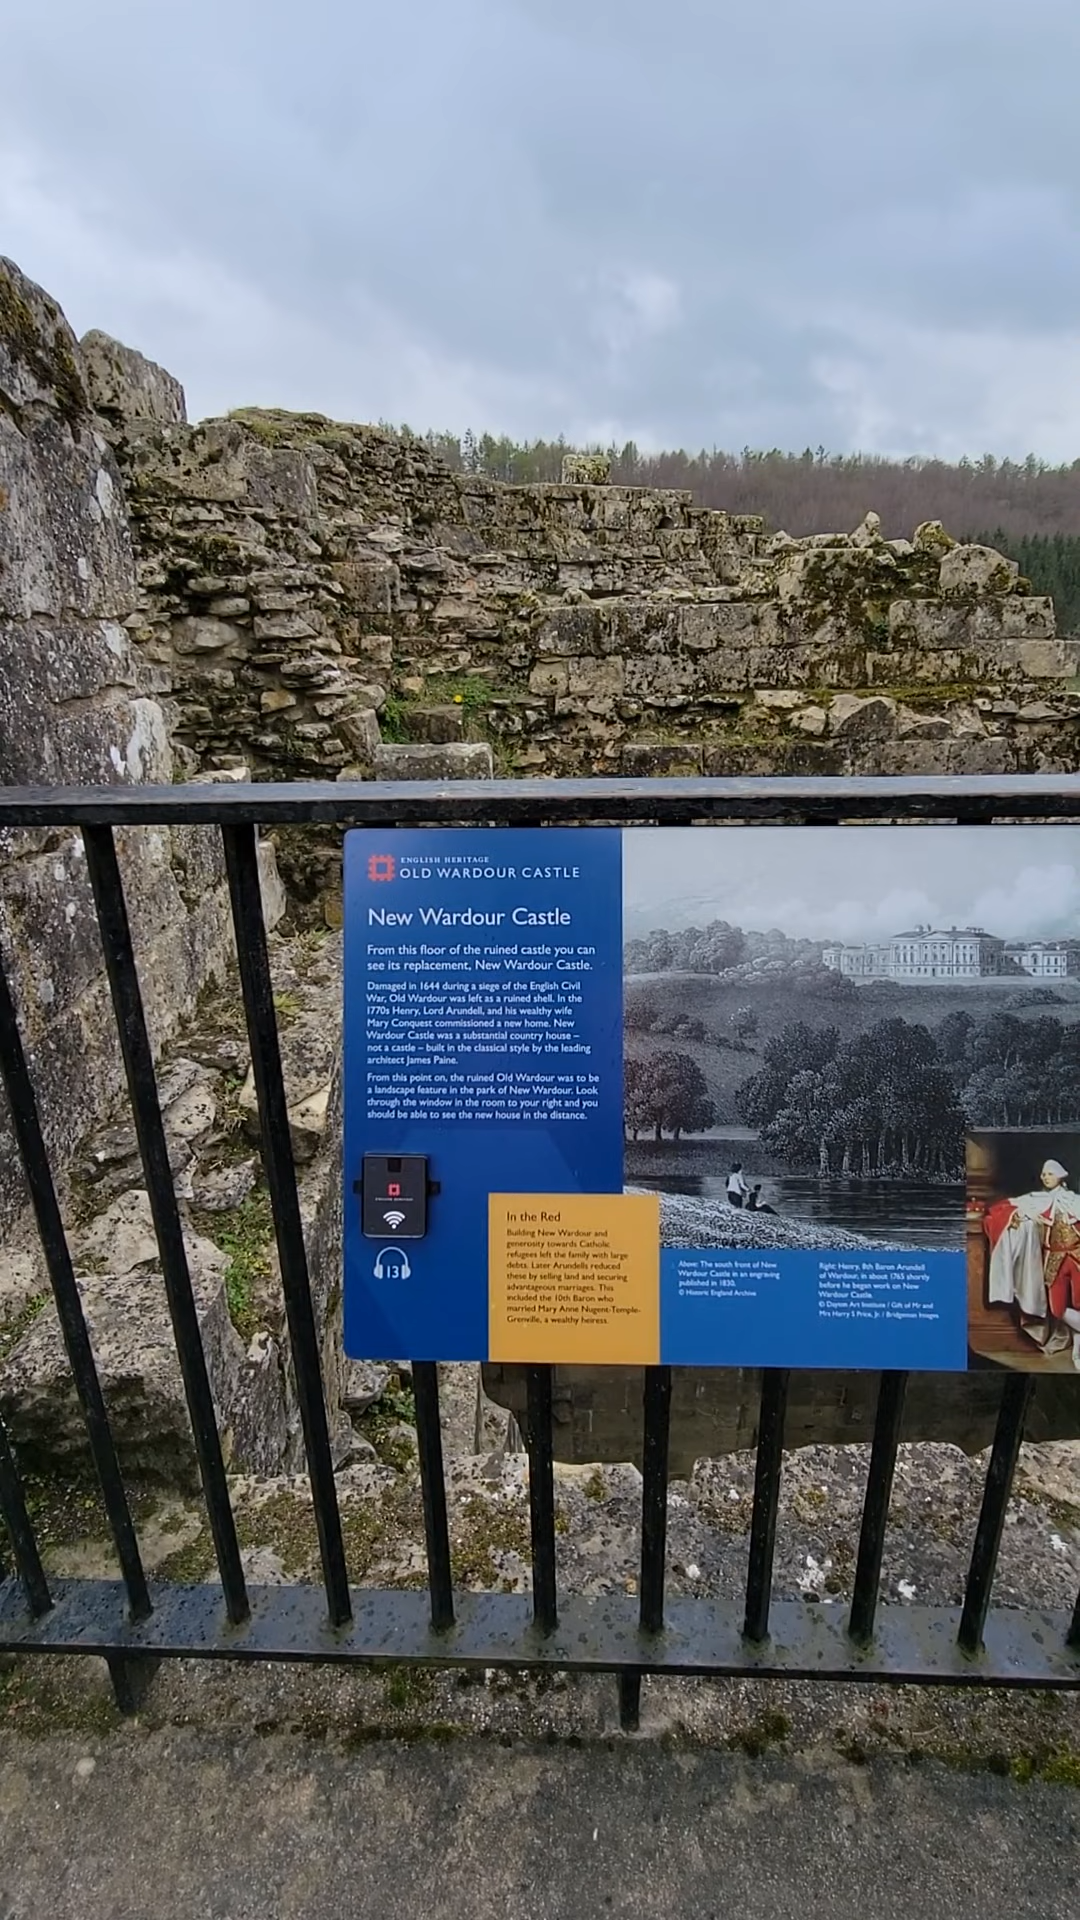 ENGLISH HERITAGE
OLD WARDOUR CASTLE
New Wardour Castle
From this floor of the ruined castle you can
see its replacement, New Wardour Castle.
Damaged in 1644 during a siege of the English Civil
War, Old Wardour was left as a ruined shell. In the
1770s Henry, Lord Arundell, and his wealthy wife
Mary Conquest commissioned a new home. New
Wardour Castle was a substantial country house –
not a castle – built in the classical style by the leading
architect James Paine.
From this point on, the ruined Old Wardour was to be
a landscape feature in the park of New Wardour. Look
through the window in the room to your right and you
should be able to see the new house in the distance.
ENGLISH HERITAGE
13
In the Red
Building New Wardour and
generosity towards Catholic
refugees left the family with large
debts. Later Arundells reduced
these by selling land and securing
advantageous marriages. This
included the 10th Baron who
married Mary Anne Nugent-Temple-
Grenville, a wealthy heiress.
Above: The south front of New
Wardour Castle in an engraving
published in 1830.
© Historic England Archive
Right: Henry, 8th Baron Arundell
of Wardour, in about 1765 shortly
before he began work on New
Wardour Castle.
© Dayton Art Institute / Gift of Mr and
Mrs Harry S Price, Jr. / Bridgeman Images